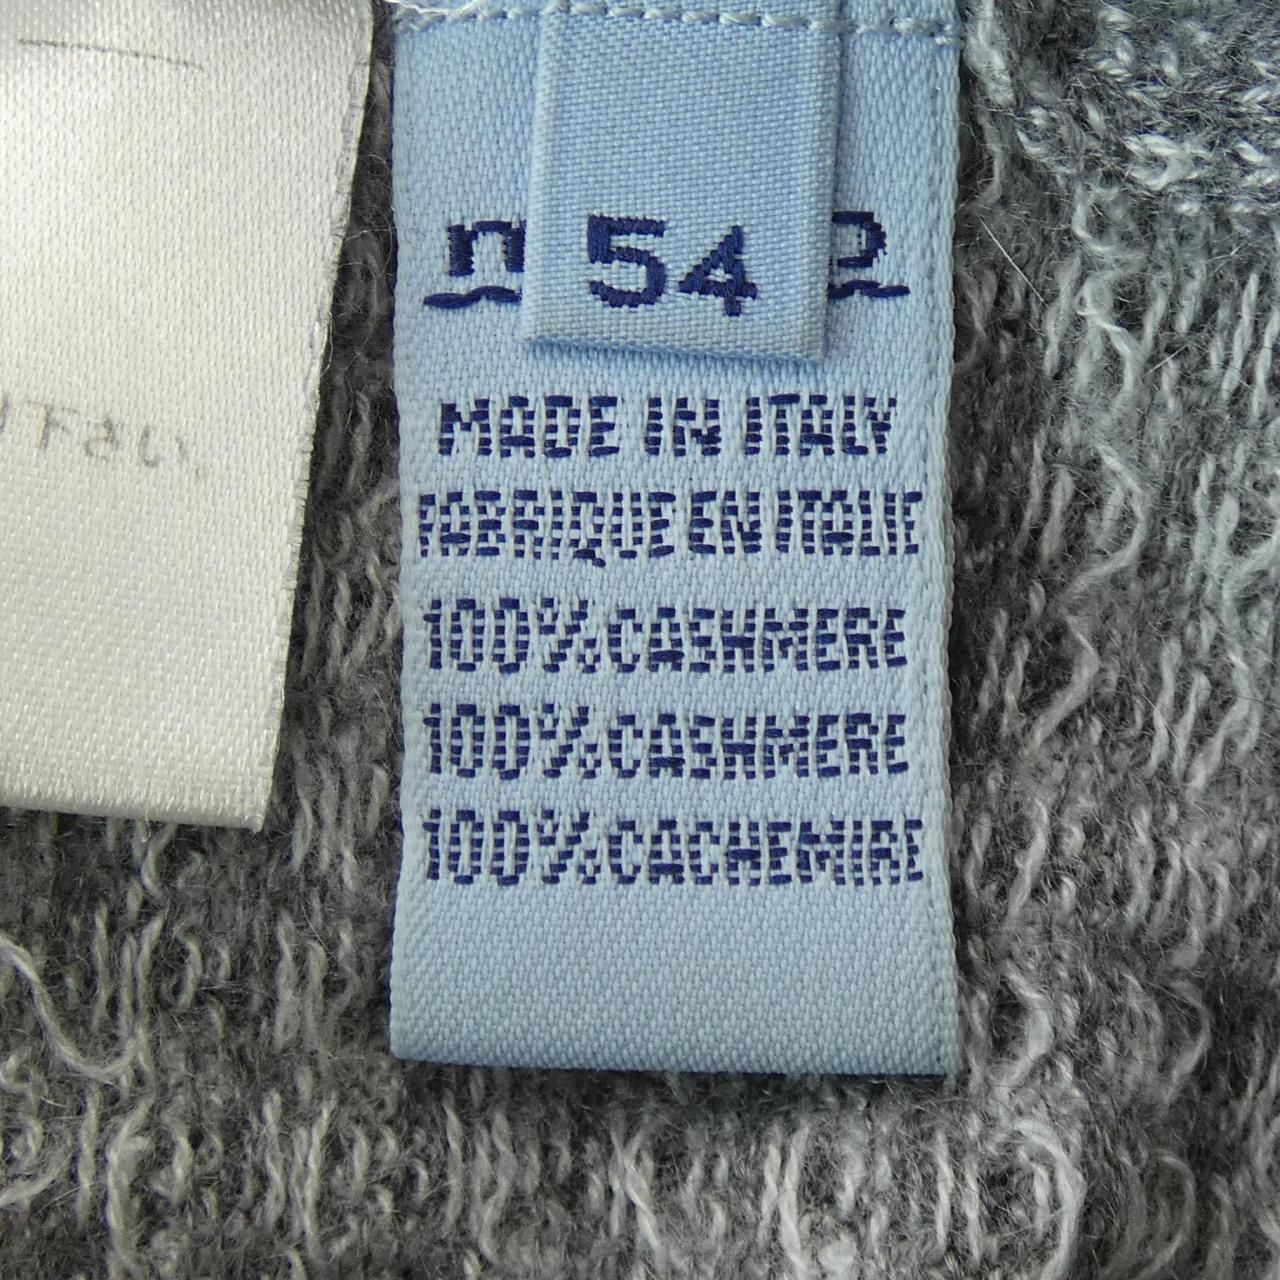 54
MADE IN ITALY
FABRIQUE EN ITALIE
100% CASHMERE
100% CASHMERE
100% CACHEMIRE